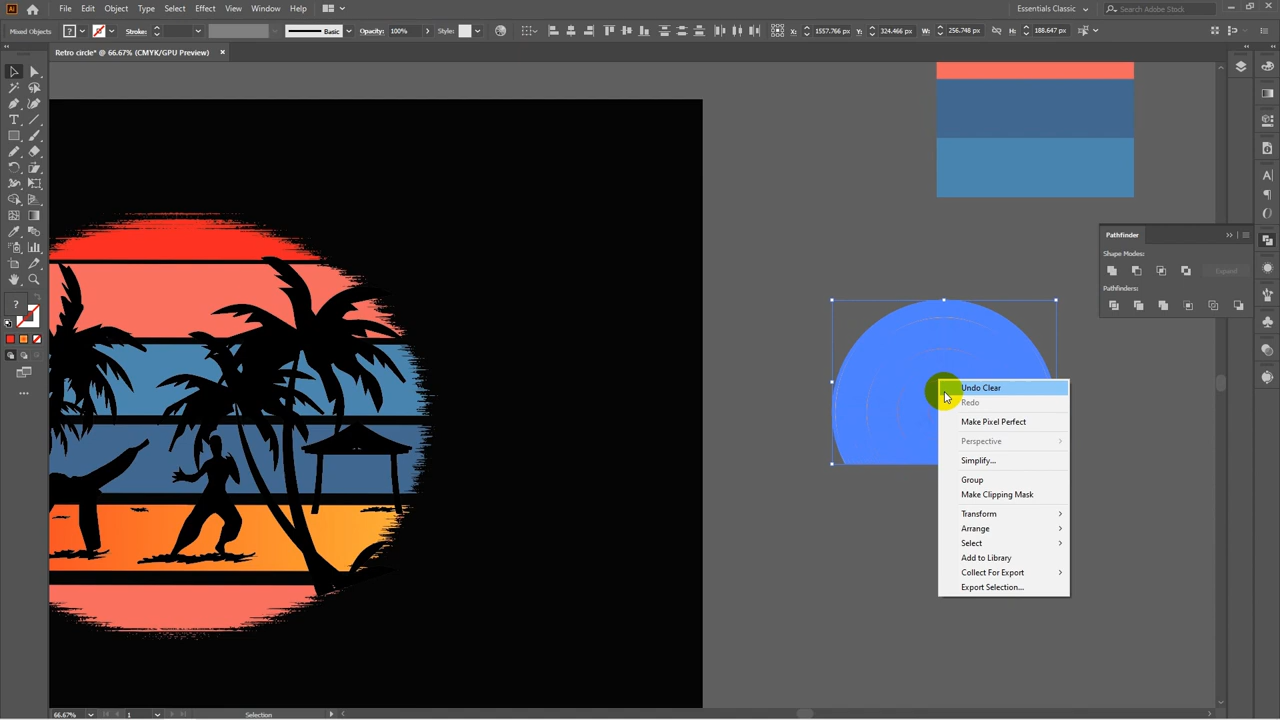 Ai File Edit Object Type Select Effect View Window Help Essentials Classic Search Adobe Stock
Mixed Objects ? Stroke: Basic Opacity: 100% Style: X: 1557.766 px Y: 324.466 px W: 256.748 px H: 188.647 px
Retro circle* @ 66.67% (CMYK/GPU Preview) ×
Pathfinder
Shape Modes:
Expand
Pathfinders:
?
Undo Clear
Redo
Make Pixel Perfect
Perspective
Simplify...
Group
Make Clipping Mask
Transform
Arrange
Select
Add to Library
Collect For Export
Export Selection...
66.67% 1 Selection